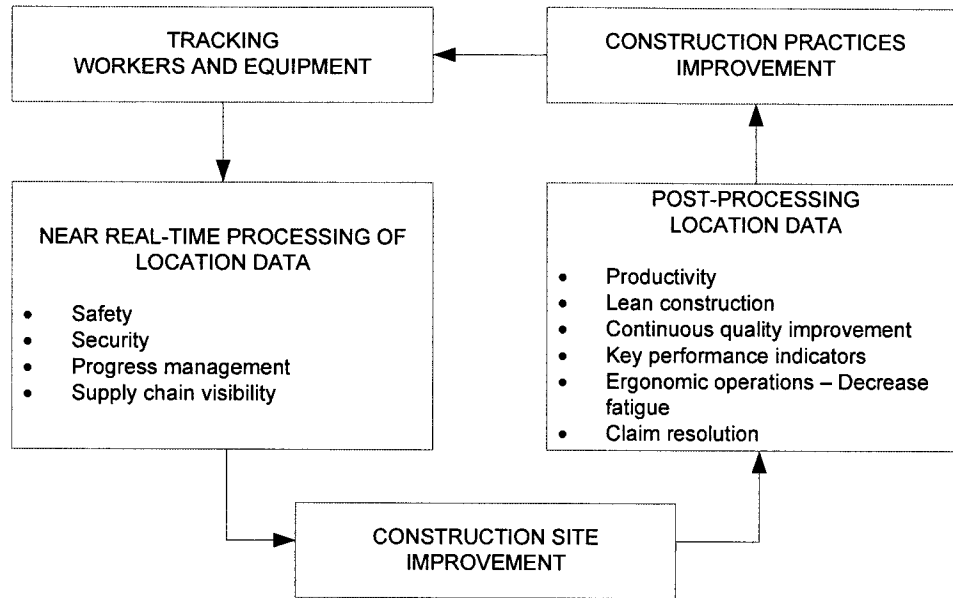 TRACKING
WORKERS AND EQUIPMENT
CONSTRUCTION PRACTICES
IMPROVEMENT
NEAR REAL-TIME PROCESSING OF
LOCATION DATA
• Safety
• Security
• Progress management
• Supply chain visibility
POST-PROCESSING
LOCATION DATA
• Productivity
• Lean construction
• Continuous quality improvement
• Key performance indicators
• Ergonomic operations – Decrease
fatigue
• Claim resolution
CONSTRUCTION SITE
IMPROVEMENT